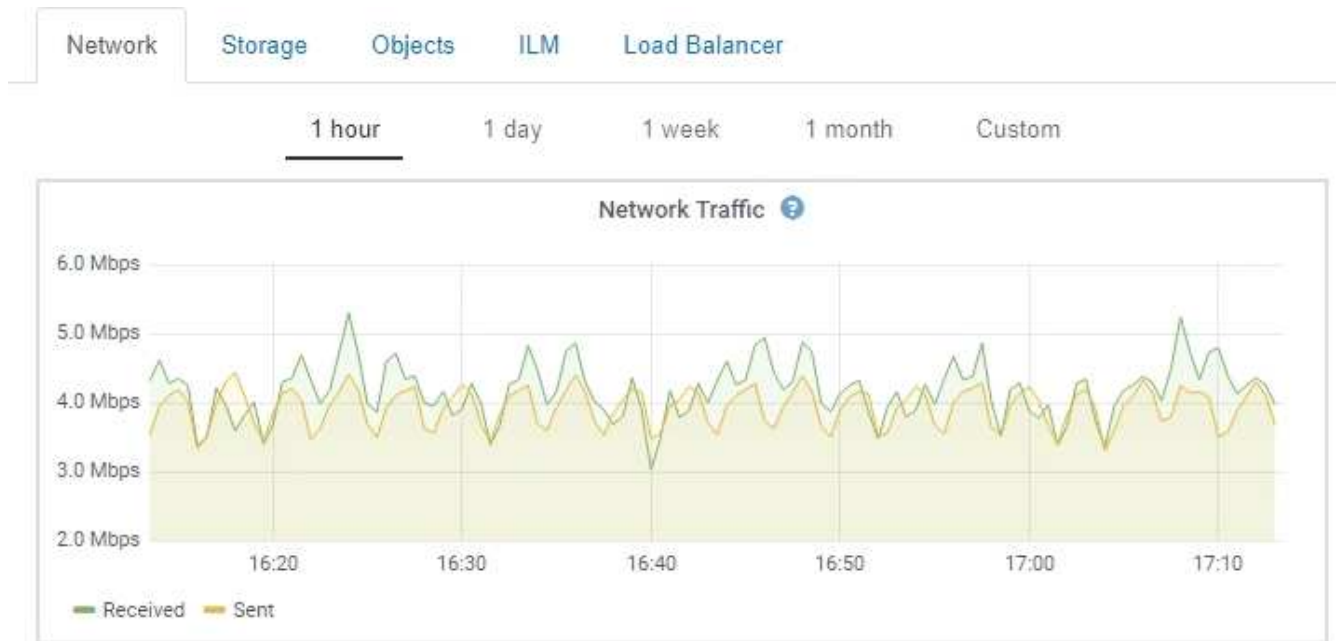 Network Storage Objects ILM Load Balancer
1 hour 1 day 1 week 1 month Custom
Network Traffic ?
6.0 Mbps
5.0 Mbps
4.0 Mbps
3.0 Mbps
2.0 Mbps
16:20 16:30 16:40 16:50 17:00 17:10
Received Sent